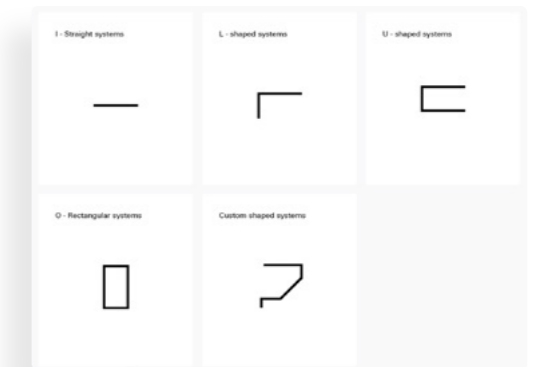 I - Straight systems
L - shaped systems
U - shaped systems
O - Rectangular systems
Custom shaped systems